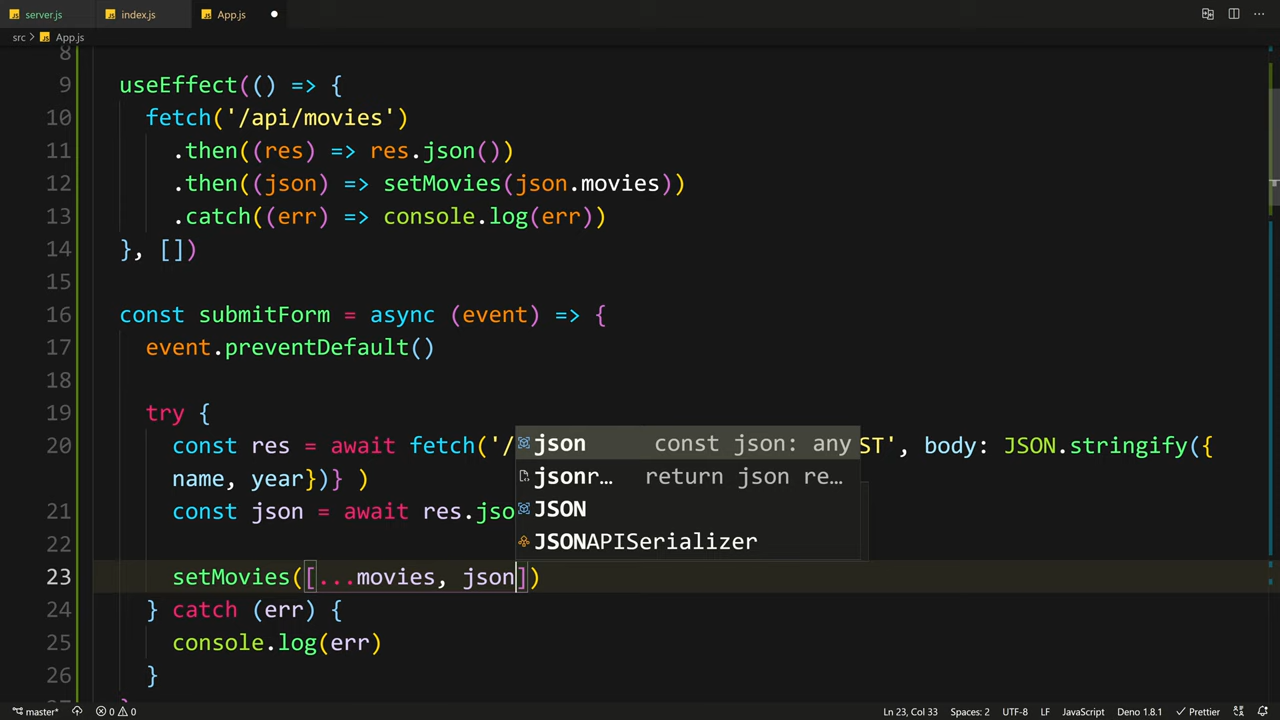 server.js index.js App.js
src > App.js
8
9 useEffect(() => {
10 fetch('/api/movies')
11 .then((res) => res.json())
12 .then((json) => setMovies(json.movies))
13 .catch((err) => console.log(err))
14 }, [])
15
16 const submitForm = async (event) => {
17 event.preventDefault()
18
19 try {
20 const res = await fetch('/ ST', body: JSON.stringify({
name, year})} )
21 const json = await res.jso
22
23 setMovies([...movies, json])
24 } catch (err) {
25 console.log(err)
26 }
27 }
json const json: any
jsonr… return json re…
JSON
JSONAPISerializer
master* 0 0 Ln 23, Col 33 Spaces: 2 UTF-8 LF JavaScript Deno 1.8.1 Prettier